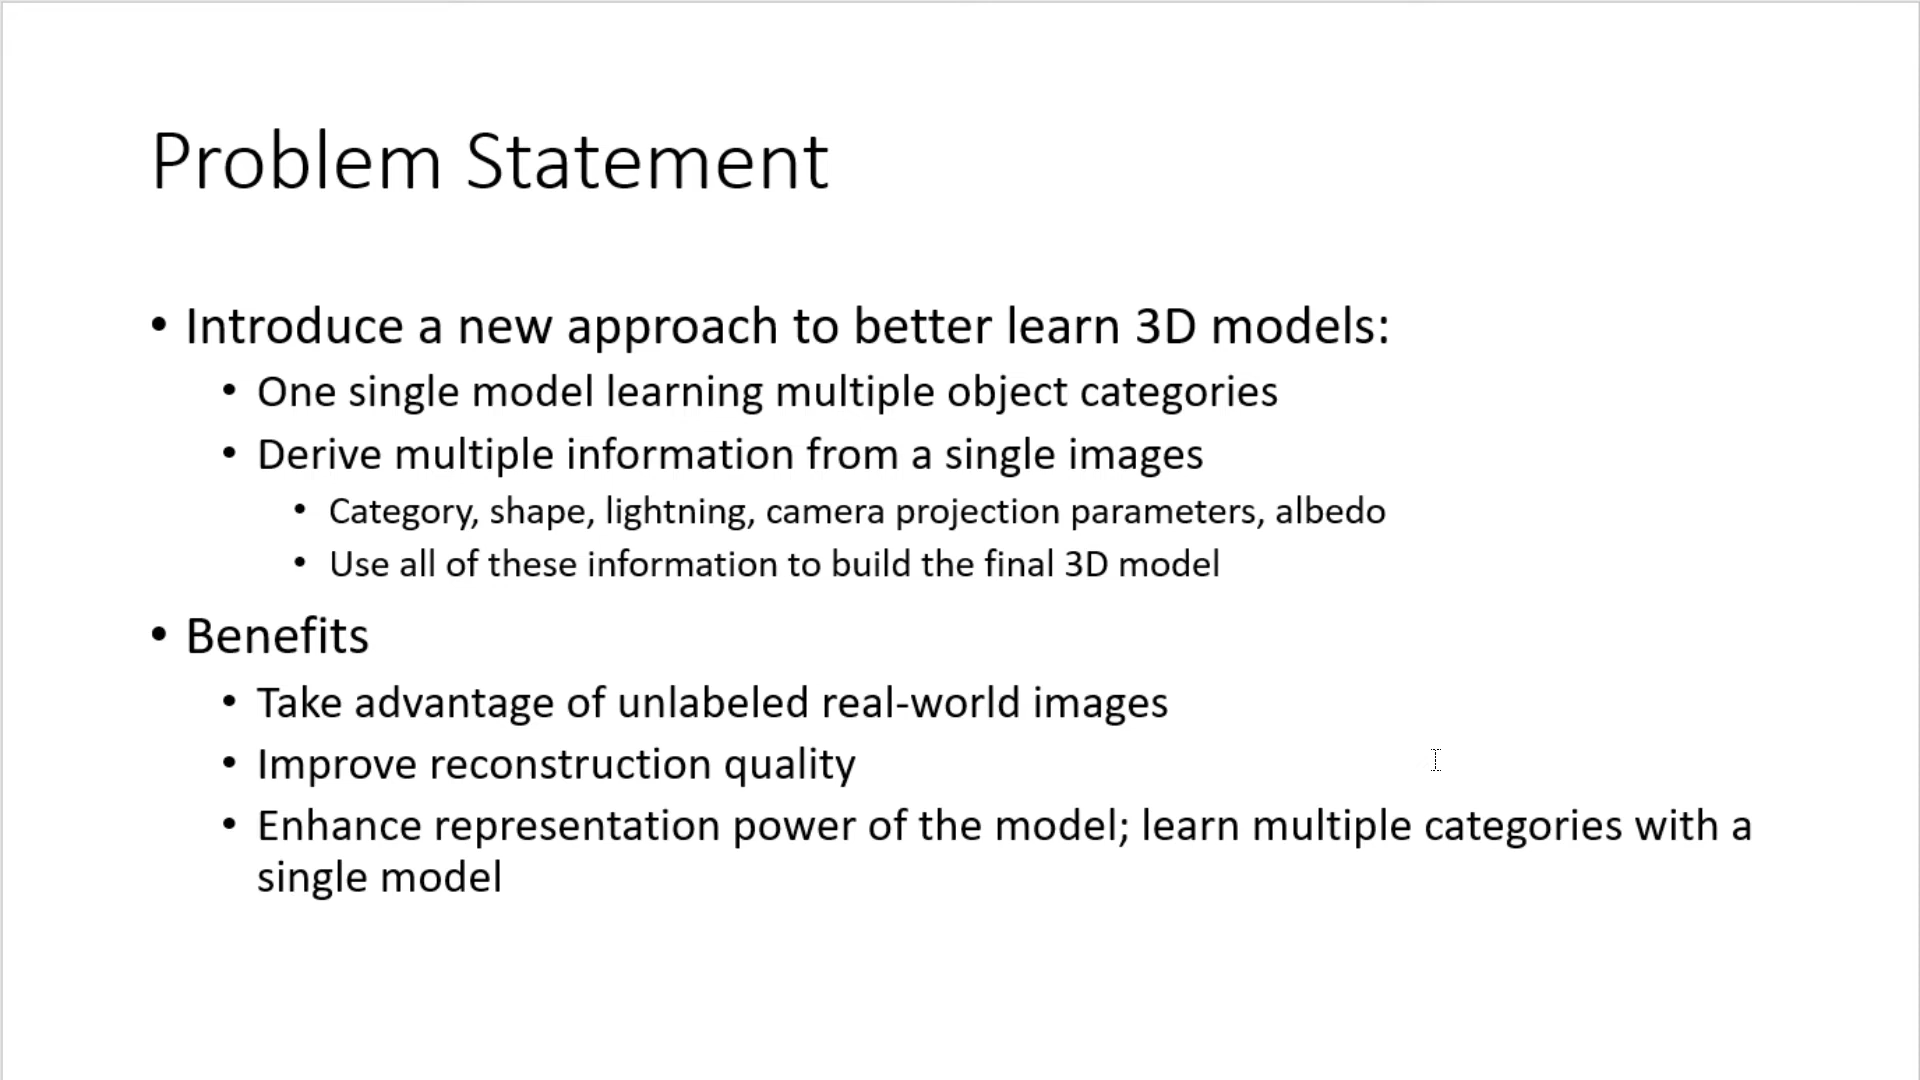 Problem Statement
• Introduce a new approach to better learn 3D models:
• One single model learning multiple object categories
• Derive multiple information from a single images
• Category, shape, lightning, camera projection parameters, albedo
• Use all of these information to build the final 3D model
• Benefits
• Take advantage of unlabeled real-world images
• Improve reconstruction quality
• Enhance representation power of the model; learn multiple categories with a
single model